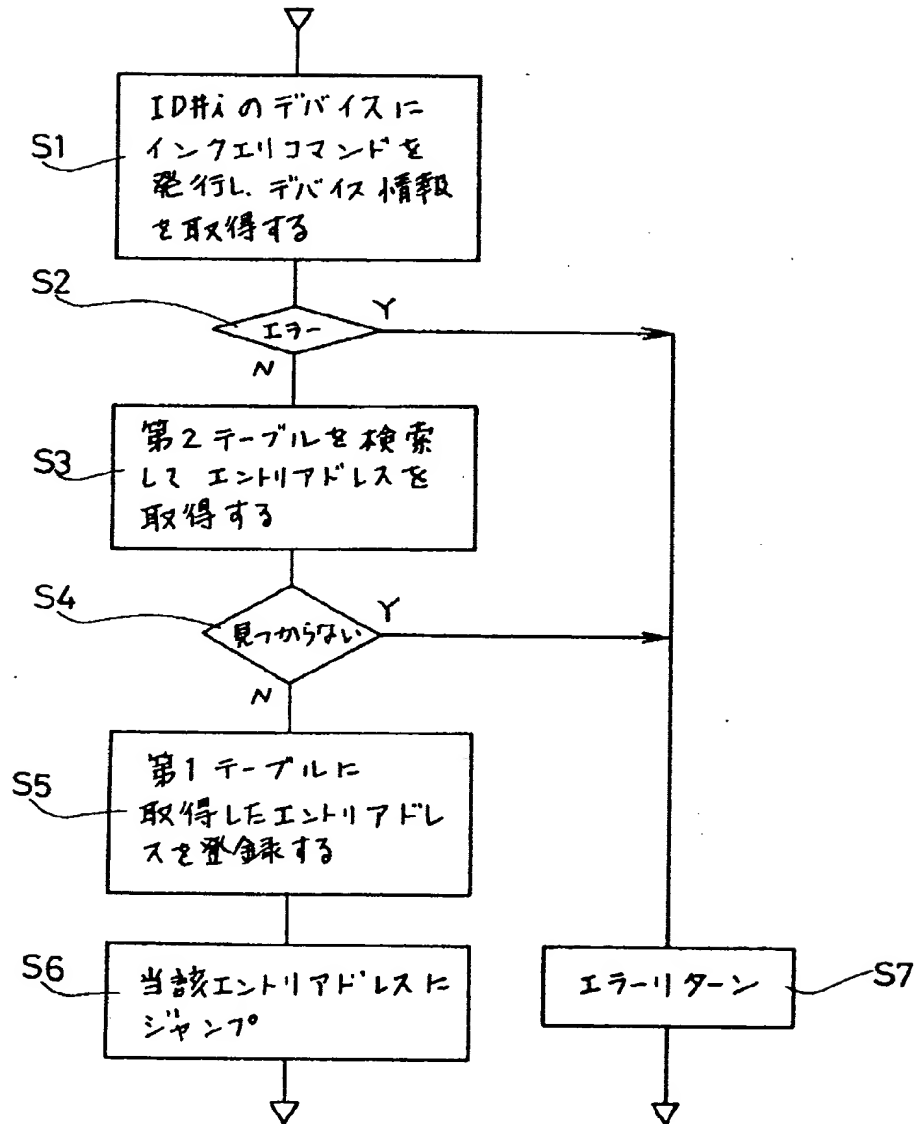 S1
ID#iのデバイスに
インクエリコマンドを
発行し、デバイス情報
を取得する
S2
エラー
Y
N
S3
第2テーブルを検索
して エントリアドレスを
取得する
S4
見つからない
Y
N
S5
第1テーブルに
取得したエントリアドレ
スを登録する
S6
当該エントリアドレスに
ジャンプ
エラーリターン
S7